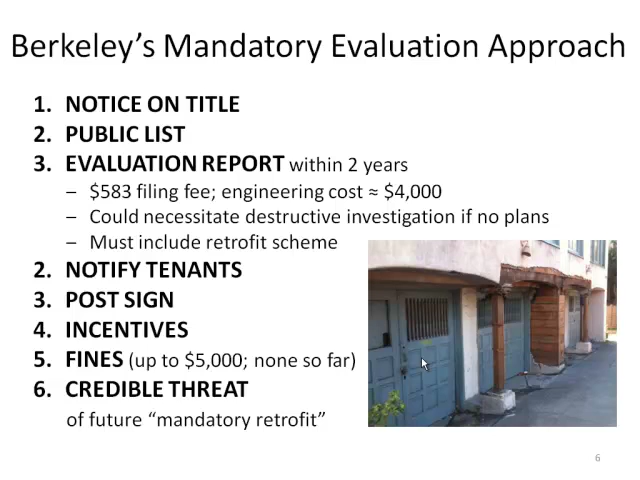 Berkeley's Mandatory Evaluation Approach
1. NOTICE ON TITLE
2. PUBLIC LIST
3. EVALUATION REPORT within 2 years
– $583 filing fee; engineering cost ≈ $4,000
– Could necessitate destructive investigation if no plans
– Must include retrofit scheme
2. NOTIFY TENANTS
3. POST SIGN
4. INCENTIVES
5. FINES (up to $5,000; none so far)
6. CREDIBLE THREAT
of future “mandatory retrofit”
6